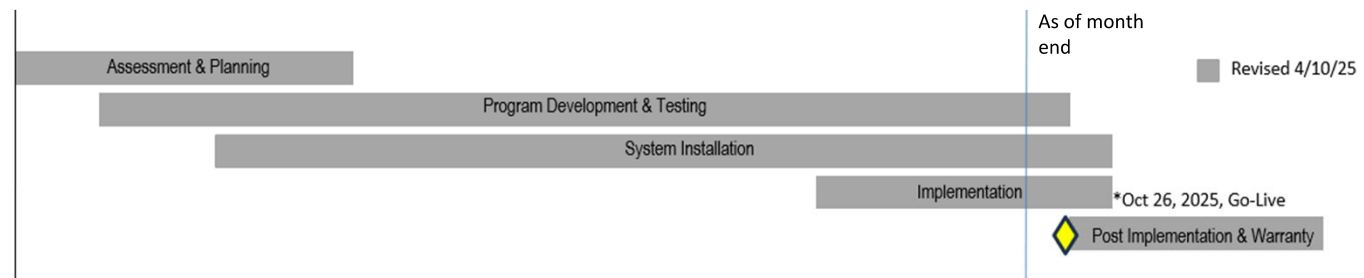 As of month
end
Revised 4/10/25
Assessment & Planning
Program Development & Testing
System Installation
Implementation
*Oct 26, 2025, Go-Live
Post Implementation & Warranty